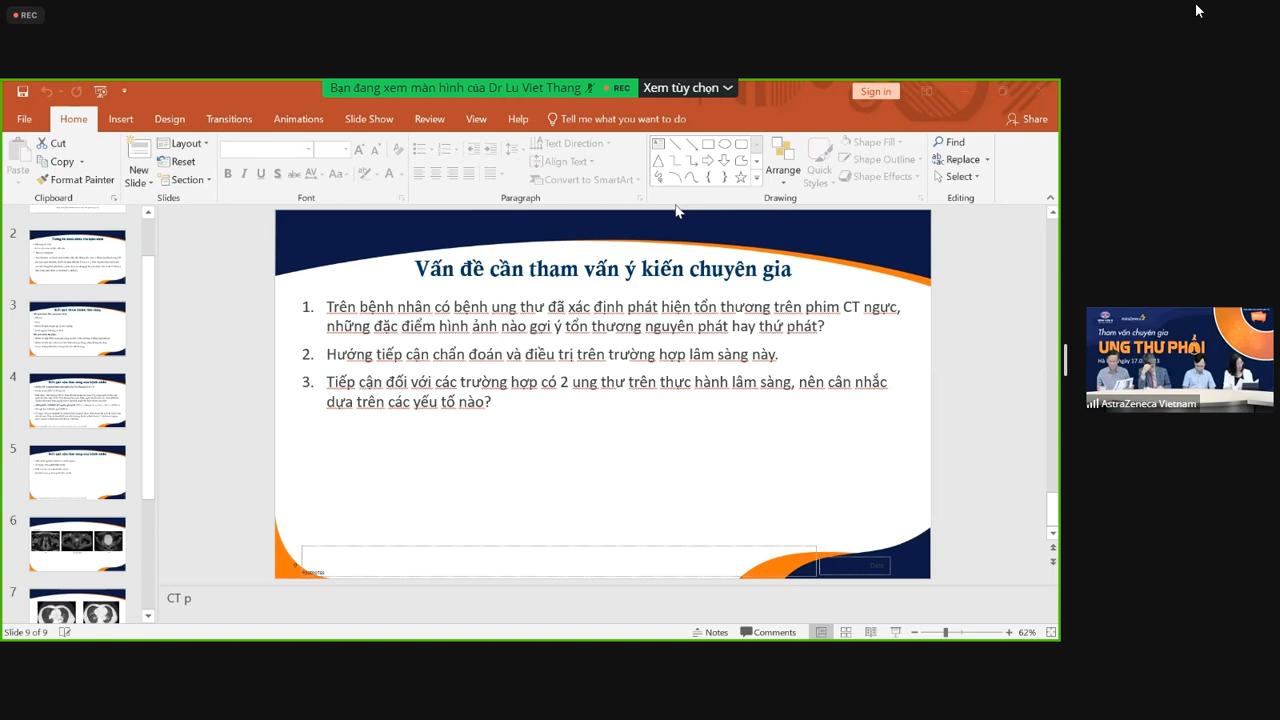 REC
Bạn đang xem màn hình của Dr Lu Viet Thang
REC
Xem tùy chọn
Sign in
File Home Insert Design Transitions Animations Slide Show Review View Help Tell me what you want to do Share
Cut
Copy
Format Painter
Paste
Clipboard
New Slide
Layout
Reset
Section
Slides
Font
Text Direction
Align Text
Convert to SmartArt
Paragraph
Arrange
Quick Styles
Shape Fill
Shape Outline
Shape Effects
Drawing
Find
Replace
Select
Editing
2
3
4
5
6
7
Vấn đề cần tham vấn ý kiến chuyên gia
1. Trên bệnh nhân có bệnh ung thư đã xác định phát hiện tổn thương trên phim CT ngực,
những đặc điểm hình ảnh nào gợi ý tổn thương nguyên phát hay thứ phát?
2. Hướng tiếp cận chẩn đoán và điều trị trên trường hợp lâm sàng này.
3. Tiếp cận đối với các trường hợp có 2 ung thư trên thực hành lâm sàng, nên cân nhắc
dựa trên các yếu tố nào?
Date
CT p
Slide 9 of 9
Notes
Comments
62%
Tham vấn chuyên gia
UNG THƯ PHỔI
AstraZeneca Vietnam